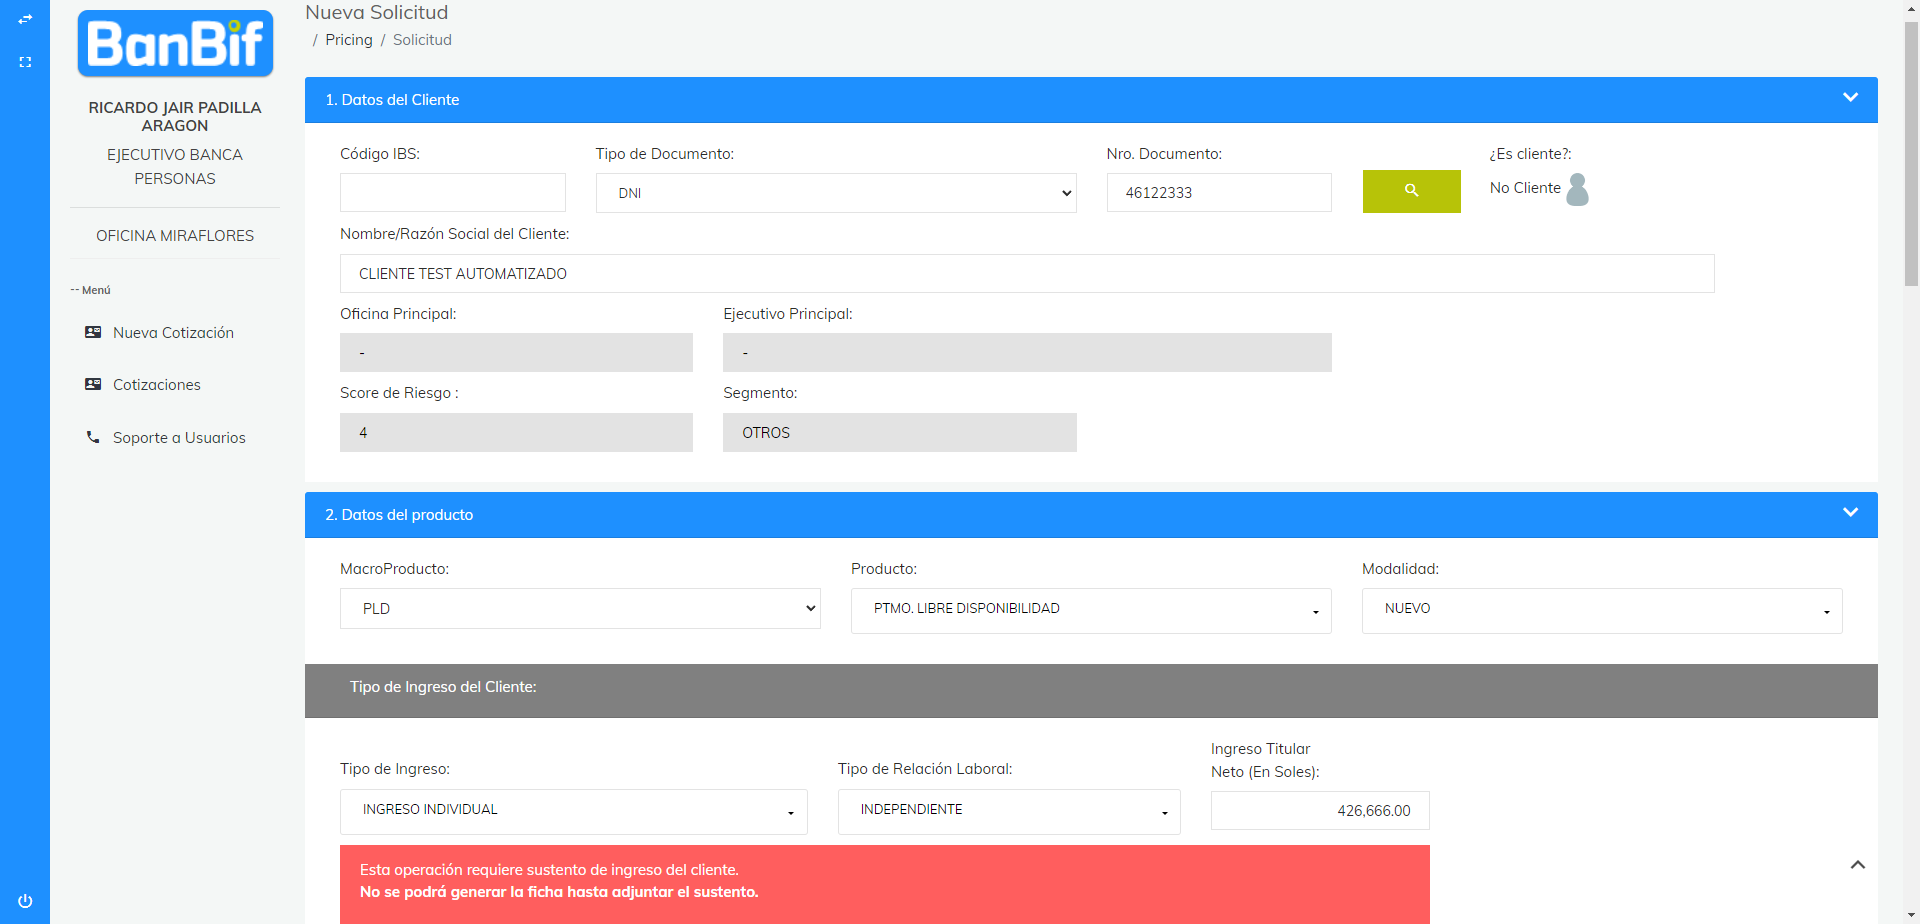 BanBif
RICARDO JAIR PADILLA
ARAGON
EJECUTIVO BANCA
PERSONAS
OFICINA MIRAFLORES
-- Menú
Nueva Cotización
Cotizaciones
Soporte a Usuarios
Nueva Solicitud
/ Pricing / Solicitud
1. Datos del Cliente
Código IBS: Tipo de Documento: Nro. Documento: ¿Es cliente?:
DNI 46122333 No Cliente
Nombre/Razón Social del Cliente:
CLIENTE TEST AUTOMATIZADO
Oficina Principal: Ejecutivo Principal:
- -
Score de Riesgo : Segmento:
4 OTROS
2. Datos del producto
MacroProducto: Producto: Modalidad:
PLD PTMO. LIBRE DISPONIBILIDAD NUEVO
Tipo de Ingreso del Cliente:
Ingreso Titular
Tipo de Ingreso: Tipo de Relación Laboral: Neto (En Soles):
INGRESO INDIVIDUAL INDEPENDIENTE 426,666.00
Esta operación requiere sustento de ingreso del cliente.
No se podrá generar la ficha hasta adjuntar el sustento.